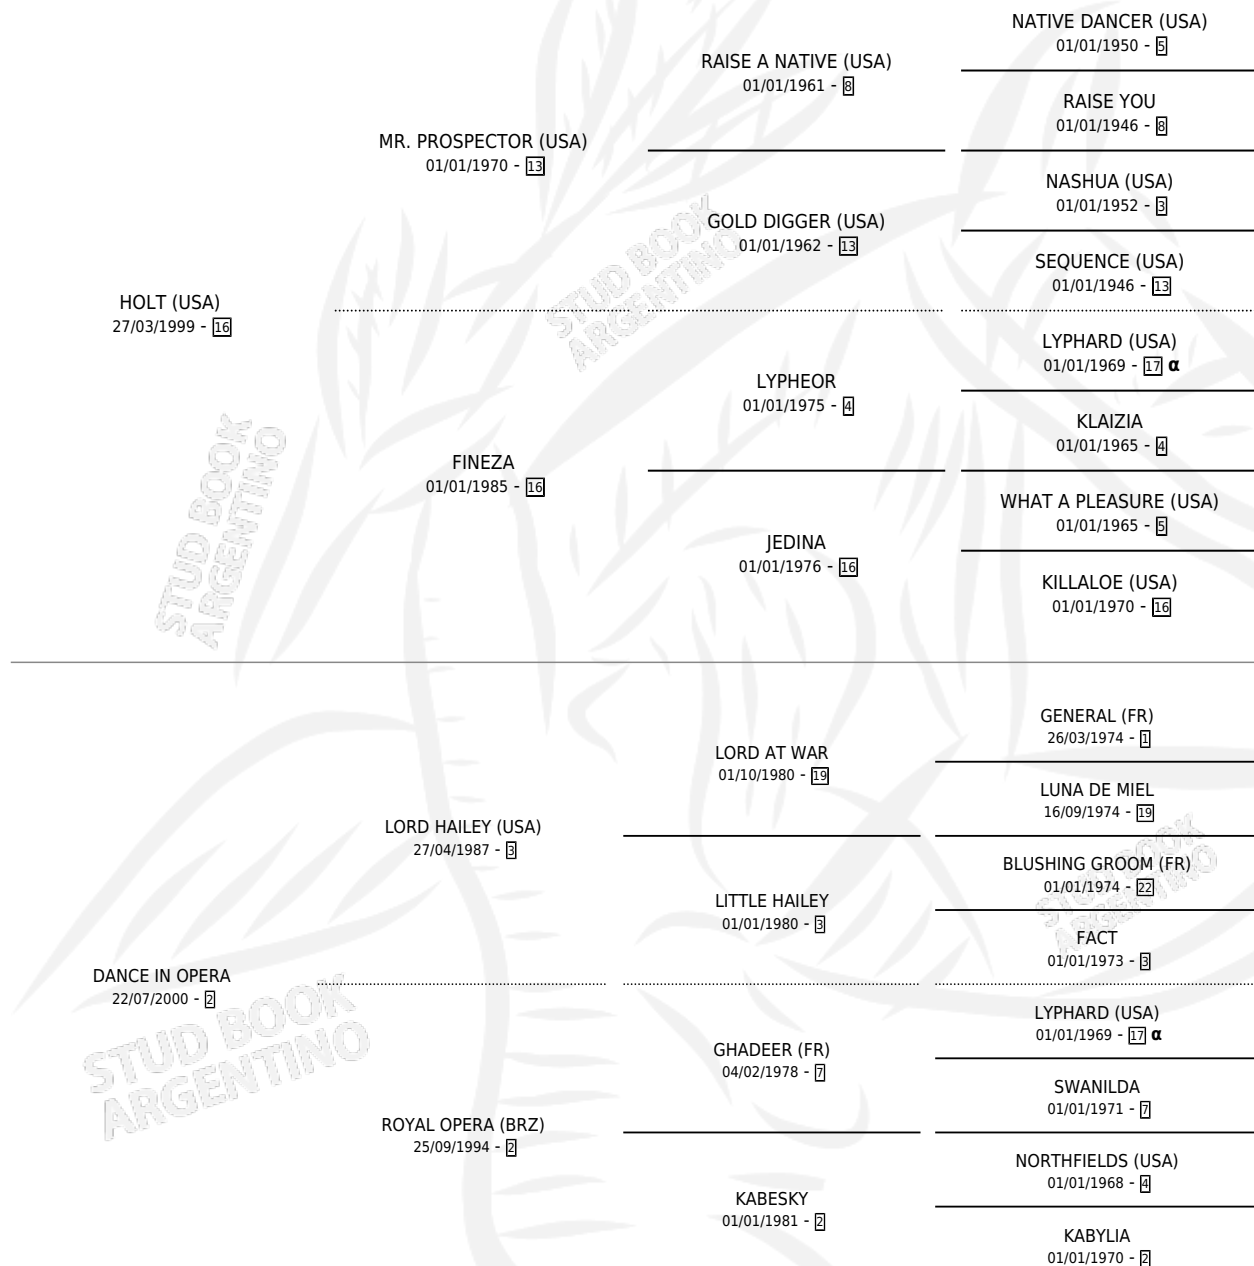 NATIVE DANCER (USA)
01/01/1950 - 5
RAISE A NATIVE (USA)
01/01/1961 - 8
RAISE YOU
01/01/1946 - 8
MR. PROSPECTOR (USA)
01/01/1970 - 13
NASHUA (USA)
01/01/1952 - 3
GOLD DIGGER (USA)
01/01/1962 - 13
SEQUENCE (USA)
01/01/1946 - 13
HOLT (USA)
27/03/1999 - 16
LYPHARD (USA)
01/01/1969 - 17 α
LYPHEOR
01/01/1975 - 4
KLAIZIA
01/01/1965 - 4
FINEZA
01/01/1985 - 16
WHAT A PLEASURE (USA)
01/01/1965 - 5
JEDINA
01/01/1976 - 16
KILLALOE (USA)
01/01/1970 - 16
GENERAL (FR)
26/03/1974 - 1
LORD AT WAR
01/10/1980 - 19
LUNA DE MIEL
16/09/1974 - 19
LORD HAILEY (USA)
27/04/1987 - 3
BLUSHING GROOM (FR)
01/01/1974 - 22
LITTLE HAILEY
01/01/1980 - 3
FACT
01/01/1973 - 3
DANCE IN OPERA
22/07/2000 - 2
LYPHARD (USA)
01/01/1969 - 17 α
GHADEER (FR)
04/02/1978 - 7
SWANILDA
01/01/1971 - 7
ROYAL OPERA (BRZ)
25/09/1994 - 2
NORTHFIELDS (USA)
01/01/1968 - 4
KABESKY
01/01/1981 - 2
KABYLIA
01/01/1970 - 2
STUD BOOK
ARGENTINO
STUD BOOK
ARGENTINO
STUD BOOK
ARGENTINO
STUD BOOK
ARGENTINO